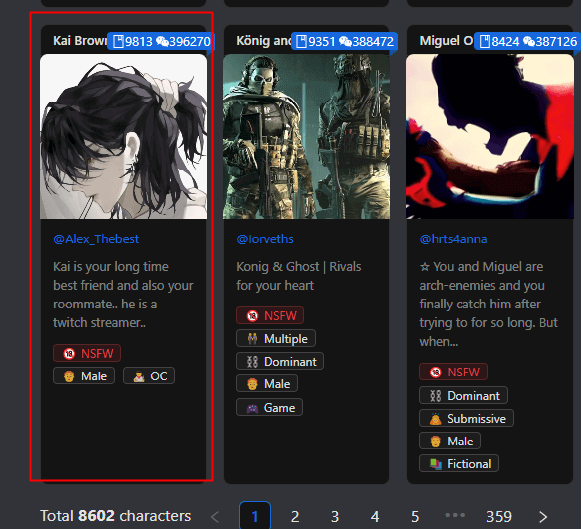 Kai Brown 9813 396270
@Alex_Thebest
Kai is your long time
best friend and also your
roommate.. he is a
twitch streamer..
NSFW
Male OC
König and 9351 388472
@Iorveths
Konig & Ghost | Rivals
for your heart
NSFW
Multiple
Dominant
Male
Game
Miguel O 8424 387126
@hrts4anna
☆ You and Miguel are
arch-enemies and you
finally catch him after
trying to for so long. But
when...
NSFW
Dominant
Submissive
Male
Fictional
Total 8602 characters < 1 2 3 4 5 ••• 359 >